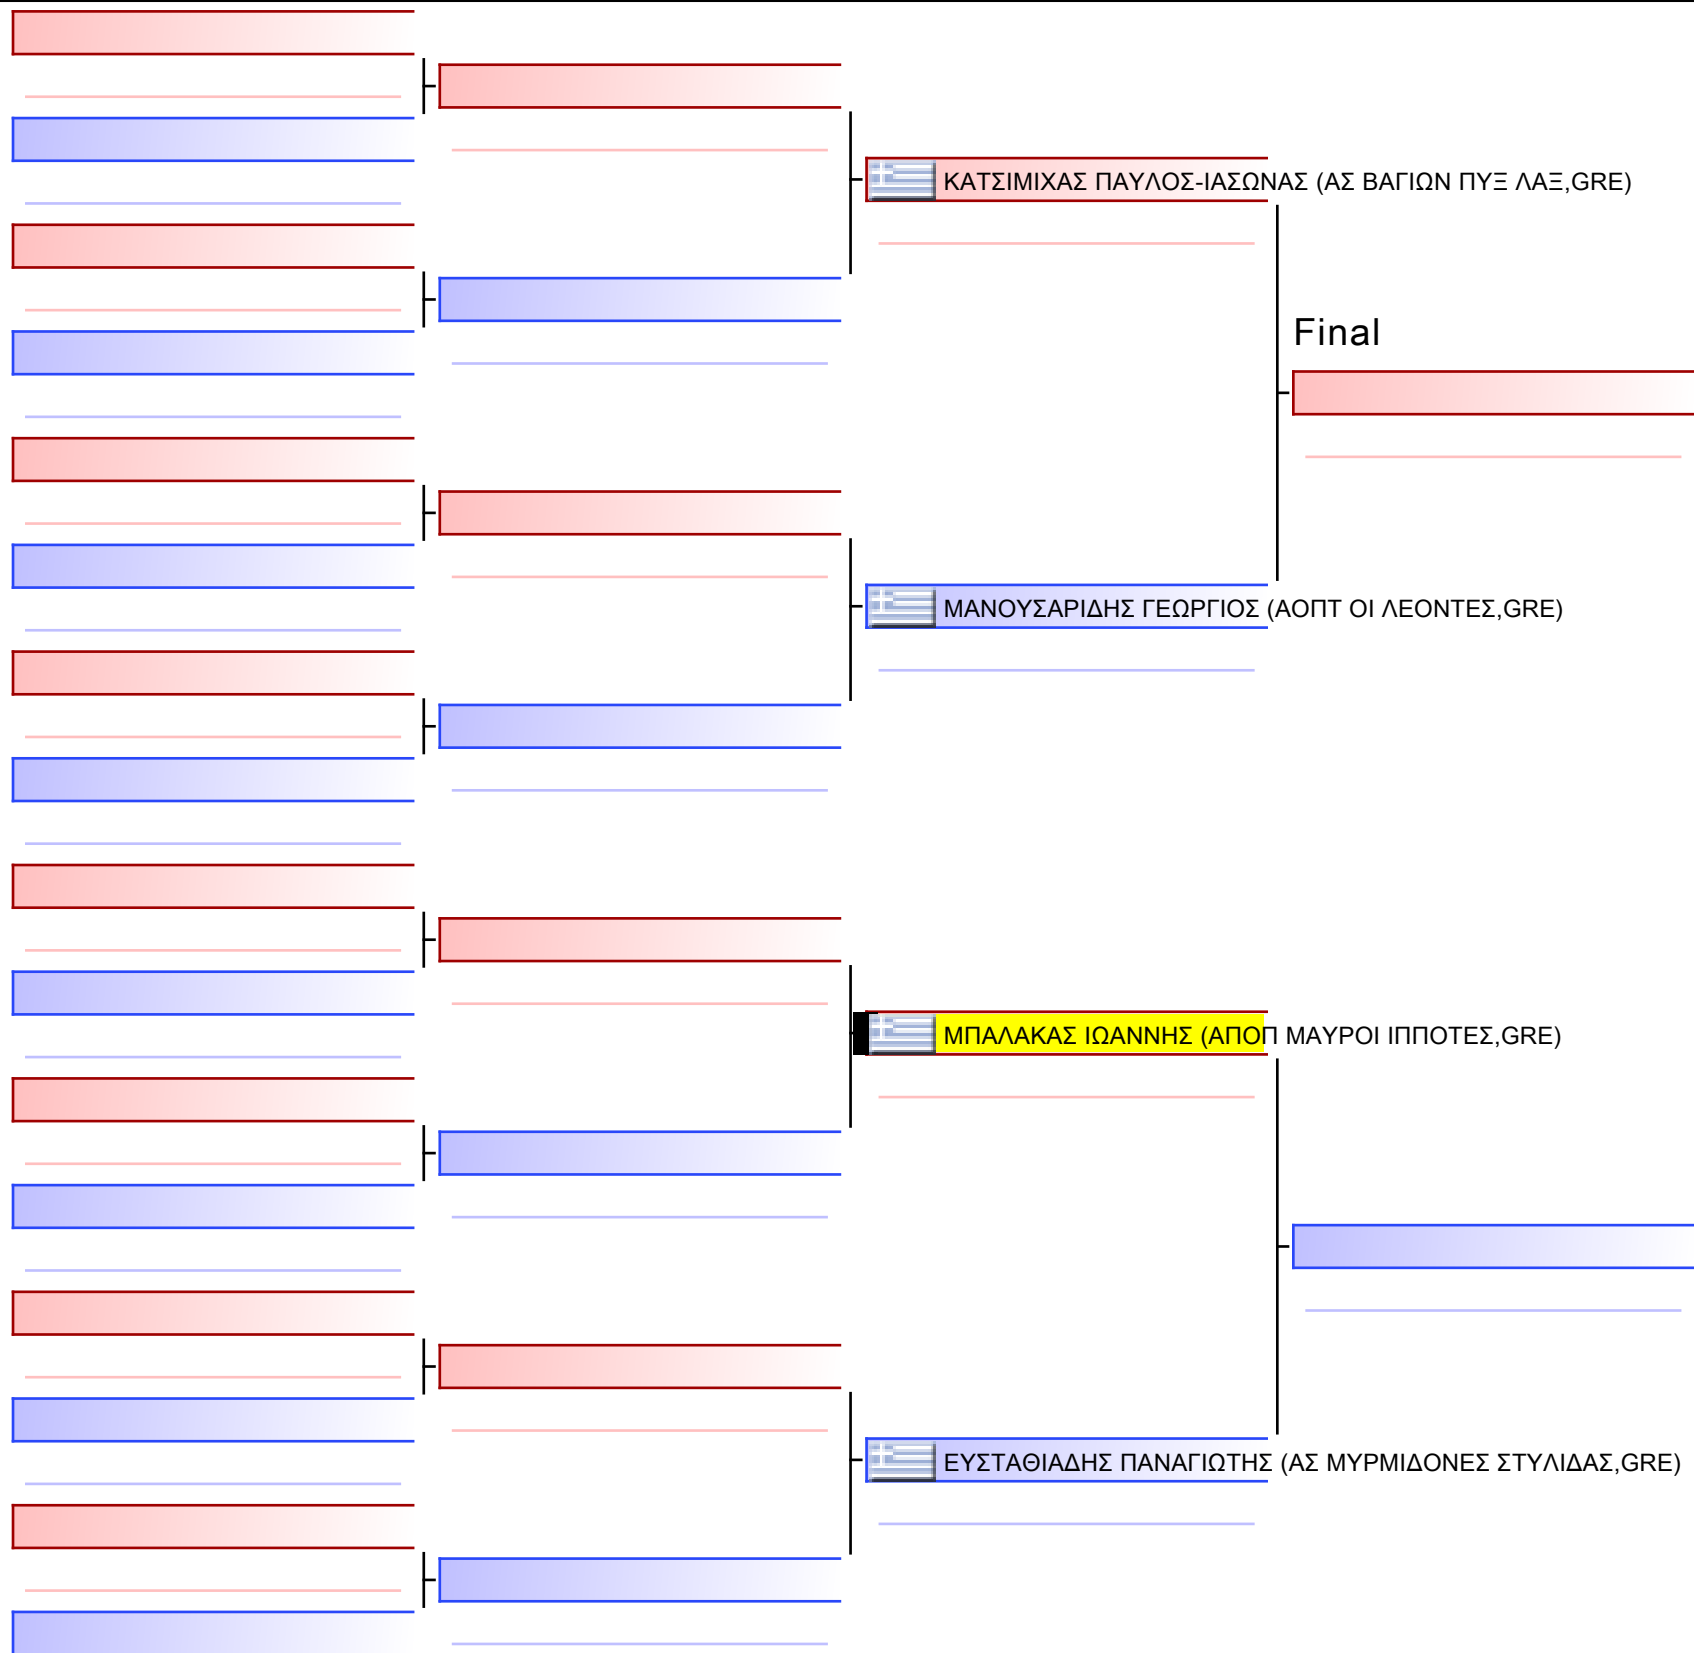 ΚΑΤΣΙΜΙΧΑΣ ΠΑΥΛΟΣ-ΙΑΣΩΝΑΣ (ΑΣ ΒΑΓΙΩΝ ΠΥΞ ΛΑΞ,GRE)
Final
ΜΑΝΟΥΣΑΡΙΔΗΣ ΓΕΩΡΓΙΟΣ (ΑΟΠΤ ΟΙ ΛΕΟΝΤΕΣ,GRE)
ΜΠΑΛΑΚΑΣ ΙΩΑΝΝΗΣ (ΑΠΟΠ ΜΑΥΡΟΙ ΙΠΠΟΤΕΣ,GRE)
ΕΥΣΤΑΘΙΑΔΗΣ ΠΑΝΑΓΙΩΤΗΣ (ΑΣ ΜΥΡΜΙΔΟΝΕΣ ΣΤΥΛΙΔΑΣ,GRE)